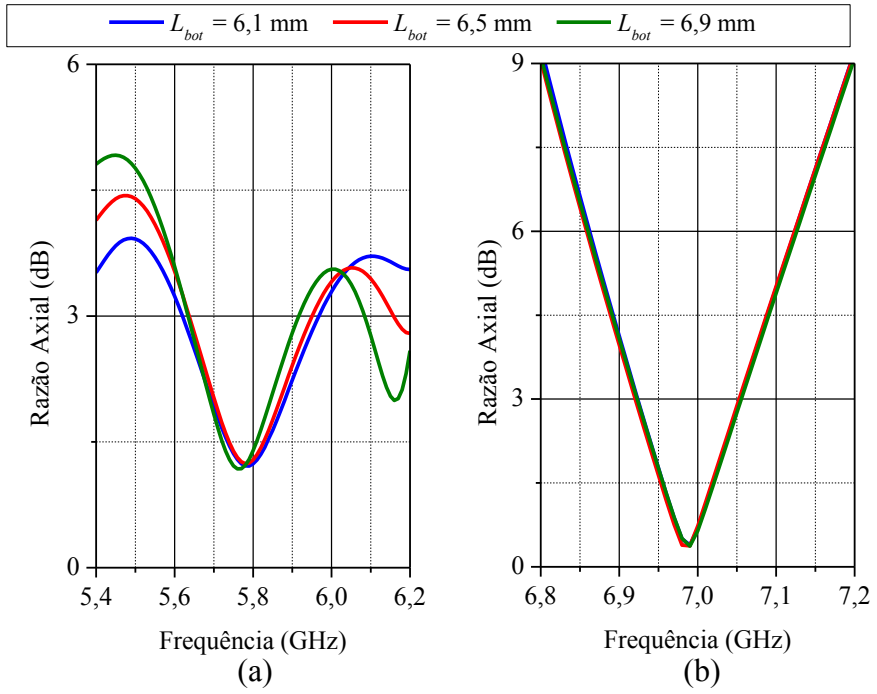 L_bot = 6,1 mm L_bot = 6,5 mm L_bot = 6,9 mm
6
3
0
Razão Axial (dB)
5,4 5,6 5,8 6,0 6,2
Frequência (GHz)
(a)
9
6
3
0
Razão Axial (dB)
6,8 6,9 7,0 7,1 7,2
Frequência (GHz)
(b)